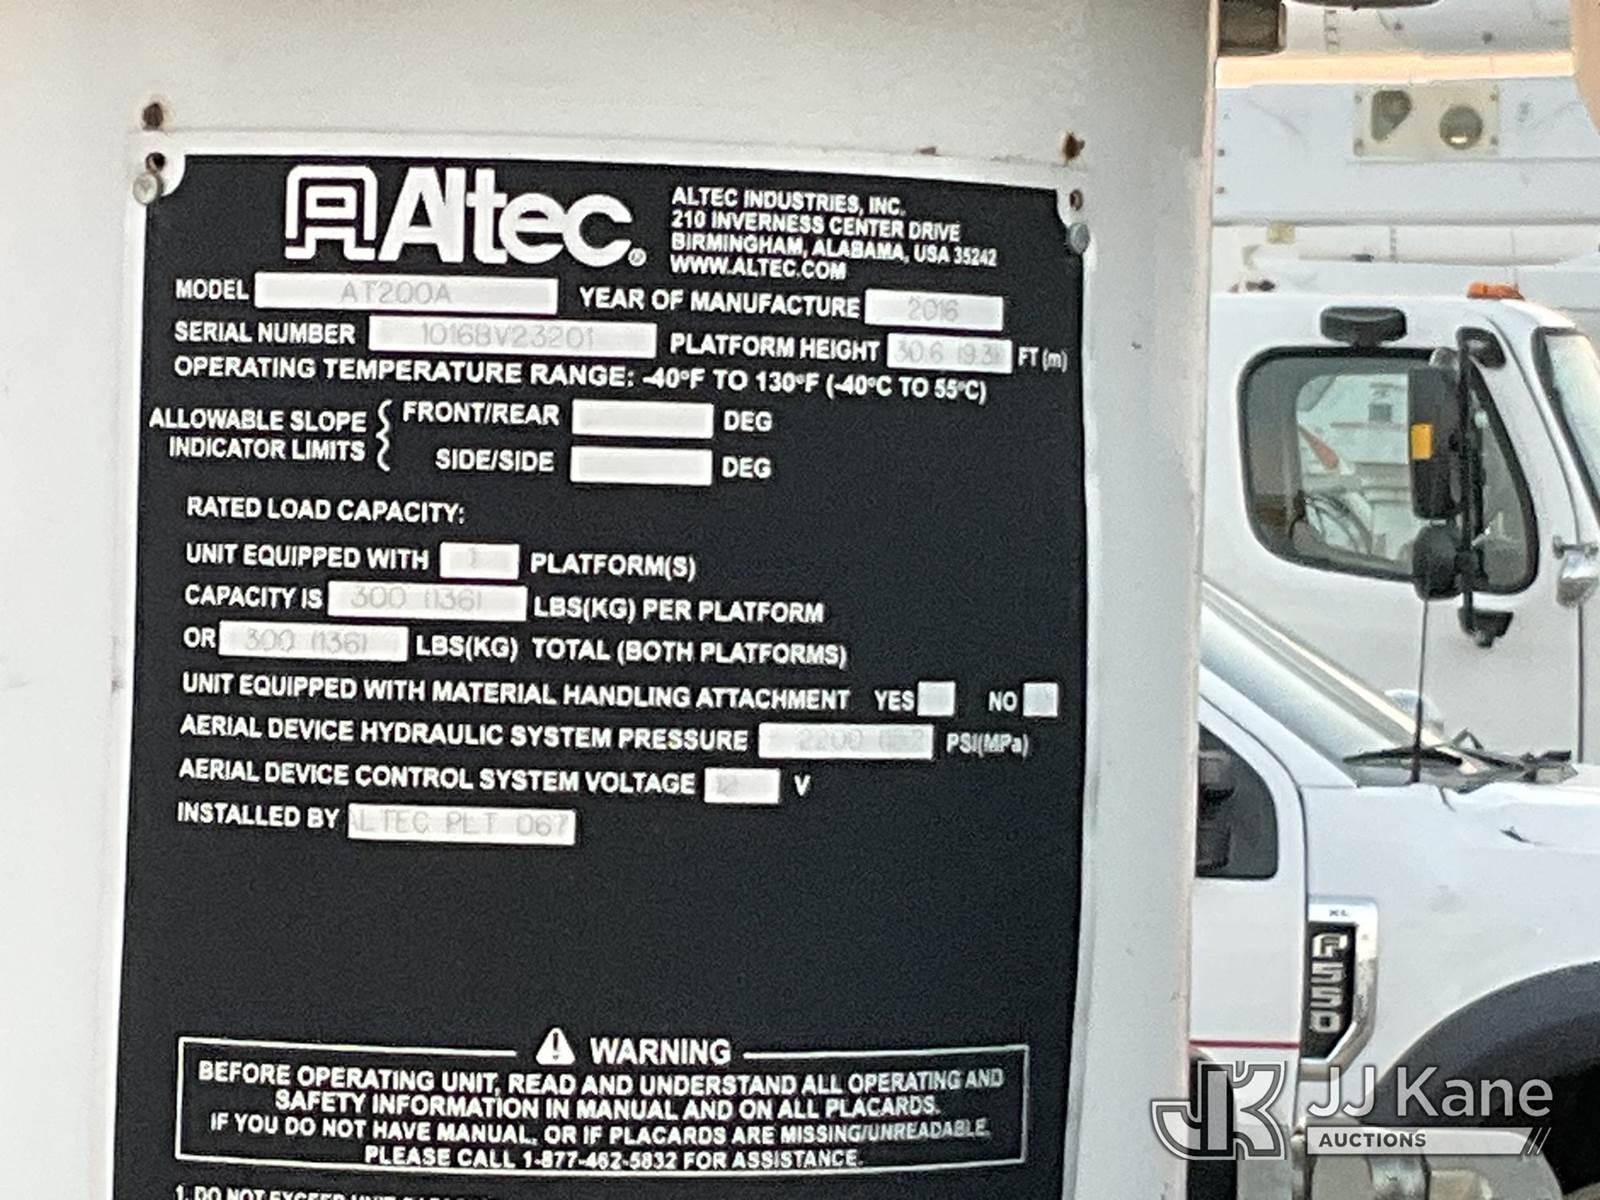 Altec®
ALTEC INDUSTRIES, INC.
210 INVERNESS CENTER DRIVE
BIRMINGHAM, ALABAMA, USA 35242
WWW.ALTEC.COM
MODEL AT200A YEAR OF MANUFACTURE 2016
SERIAL NUMBER 1016BV23201 PLATFORM HEIGHT 30.6 (9.3) FT (m)
OPERATING TEMPERATURE RANGE: -40°F TO 130°F (-40°C TO 55°C)
ALLOWABLE SLOPE INDICATOR LIMITS
FRONT/REAR DEG
SIDE/SIDE DEG
RATED LOAD CAPACITY:
UNIT EQUIPPED WITH 1 PLATFORM(S)
CAPACITY IS 300 (136) LBS(KG) PER PLATFORM
OR 300 (136) LBS(KG) TOTAL (BOTH PLATFORMS)
UNIT EQUIPPED WITH MATERIAL HANDLING ATTACHMENT YES NO
AERIAL DEVICE HYDRAULIC SYSTEM PRESSURE 2200 PSI(MPa)
AERIAL DEVICE CONTROL SYSTEM VOLTAGE V
INSTALLED BY ALTEC PLT 067
WARNING
BEFORE OPERATING UNIT, READ AND UNDERSTAND ALL OPERATING AND
SAFETY INFORMATION IN MANUAL AND ON ALL PLACARDS.
IF YOU DO NOT HAVE MANUAL, OR IF PLACARDS ARE MISSING/UNREADABLE
PLEASE CALL 1-877-462-5832 FOR ASSISTANCE.
1. DO NOT EXCEED UNIT
XL
F550
JJ Kane
AUCTIONS